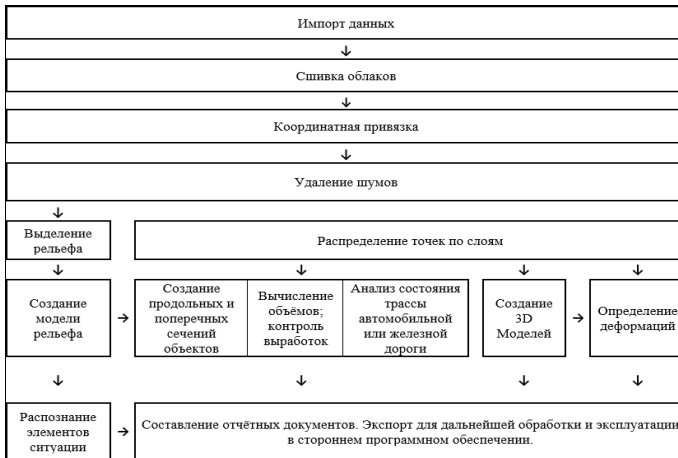 Импорт данных
Сшивка облаков
Координатная привязка
Удаление шумов
Выделение
рельефа
Распределение точек по слоям
Создание
модели
рельефа
Создание
продольных и
поперечных
сечений
объектов
Вычисление
объёмов;
контроль
выработок
Анализ состояния
трассы
автомобильной
или железной
дороги
Создание
3D
Моделей
Определение
деформаций
Распознание
элементов
ситуации
Составление отчётных документов. Экспорт для дальнейшей обработки и эксплуатации
в стороннем программном обеспечении.